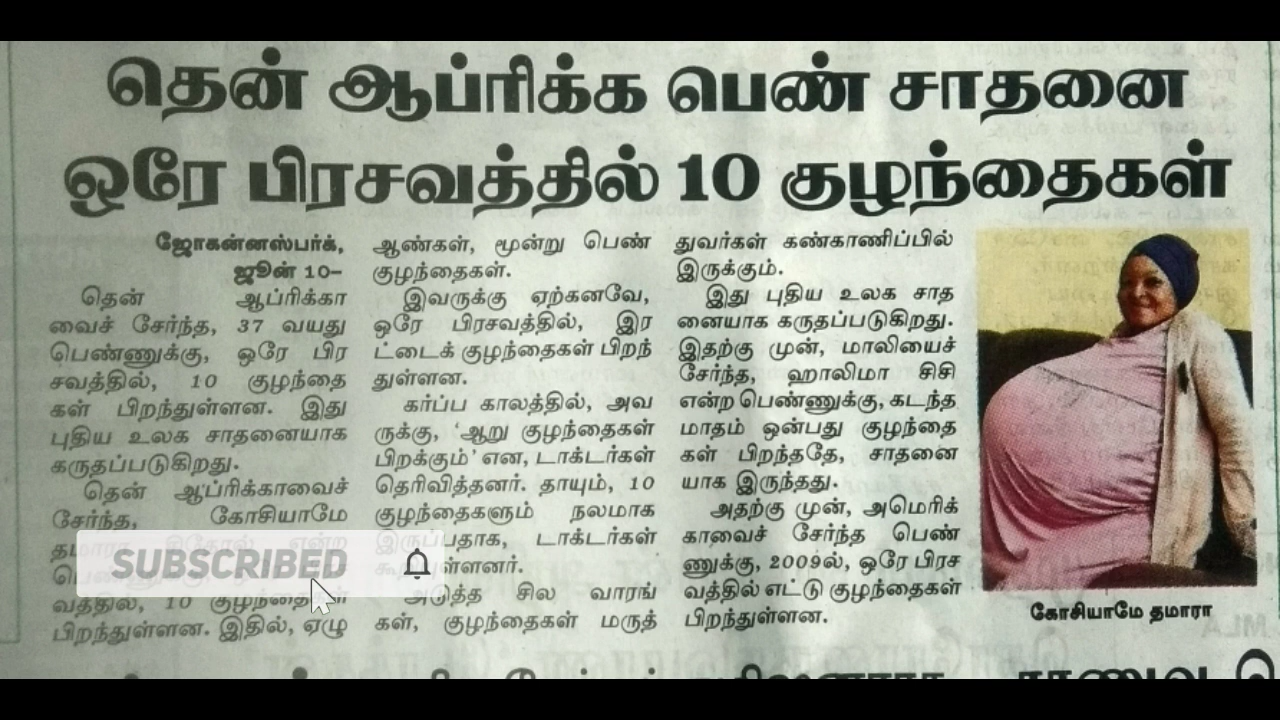 தென் ஆப்ரிக்க பெண் சாதனை
ஒரே பிரசவத்தில் 10 குழந்தைகள்
ஜோகன்னஸ்பர்க்,
ஜூன் 10–
தென் ஆப்ரிக்கா
வைச் சேர்ந்த, 37 வயது
பெண்ணுக்கு, ஒரே பிர
சவத்தில், 10 குழந்தை
கள் பிறந்துள்ளன. இது
புதிய உலக சாதனையாக
கருதப்படுகிறது.
தென் ஆப்ரிக்காவைச்
சேர்ந்த, கோசியாமே
தமாரா என்ற
வத்தில், 10
பிறந்துள்ளன. இதில், ஏழு
ஆண்கள், மூன்று பெண்
குழந்தைகள்.
இவருக்கு ஏற்கனவே,
ஒரே பிரசவத்தில், இர
ட்டைக் குழந்தைகள் பிறந்
துள்ளன.
கர்ப்ப காலத்தில், அவ
ருக்கு, 'ஆறு குழந்தைகள்
பிறக்கும்' என, டாக்டர்கள்
தெரிவித்தனர். தாயும், 10
குழந்தைகளும் நலமாக
இருப்பதாக, டாக்டர்கள்
கூறியுள்ளனர்.
அடுத்த சில வாரங்
கள், குழந்தைகள் மருத்
துவர்கள் கண்காணிப்பில்
இருக்கும்.
இது புதிய உலக சாத
னையாக கருதப்படுகிறது.
இதற்கு முன், மாலியைச்
சேர்ந்த, ஹாலிமா சிசி
என்ற பெண்ணுக்கு, கடந்த
மாதம் ஒன்பது குழந்தை
கள் பிறந்ததே, சாதனை
யாக இருந்தது.
அதற்கு முன், அமெரிக்
காவைச் சேர்ந்த பெண்
ணுக்கு, 2009ல், ஒரே பிரச
வத்தில் எட்டு குழந்தைகள்
பிறந்துள்ளன.
கோசியாமே தமாரா
SUBSCRIBED